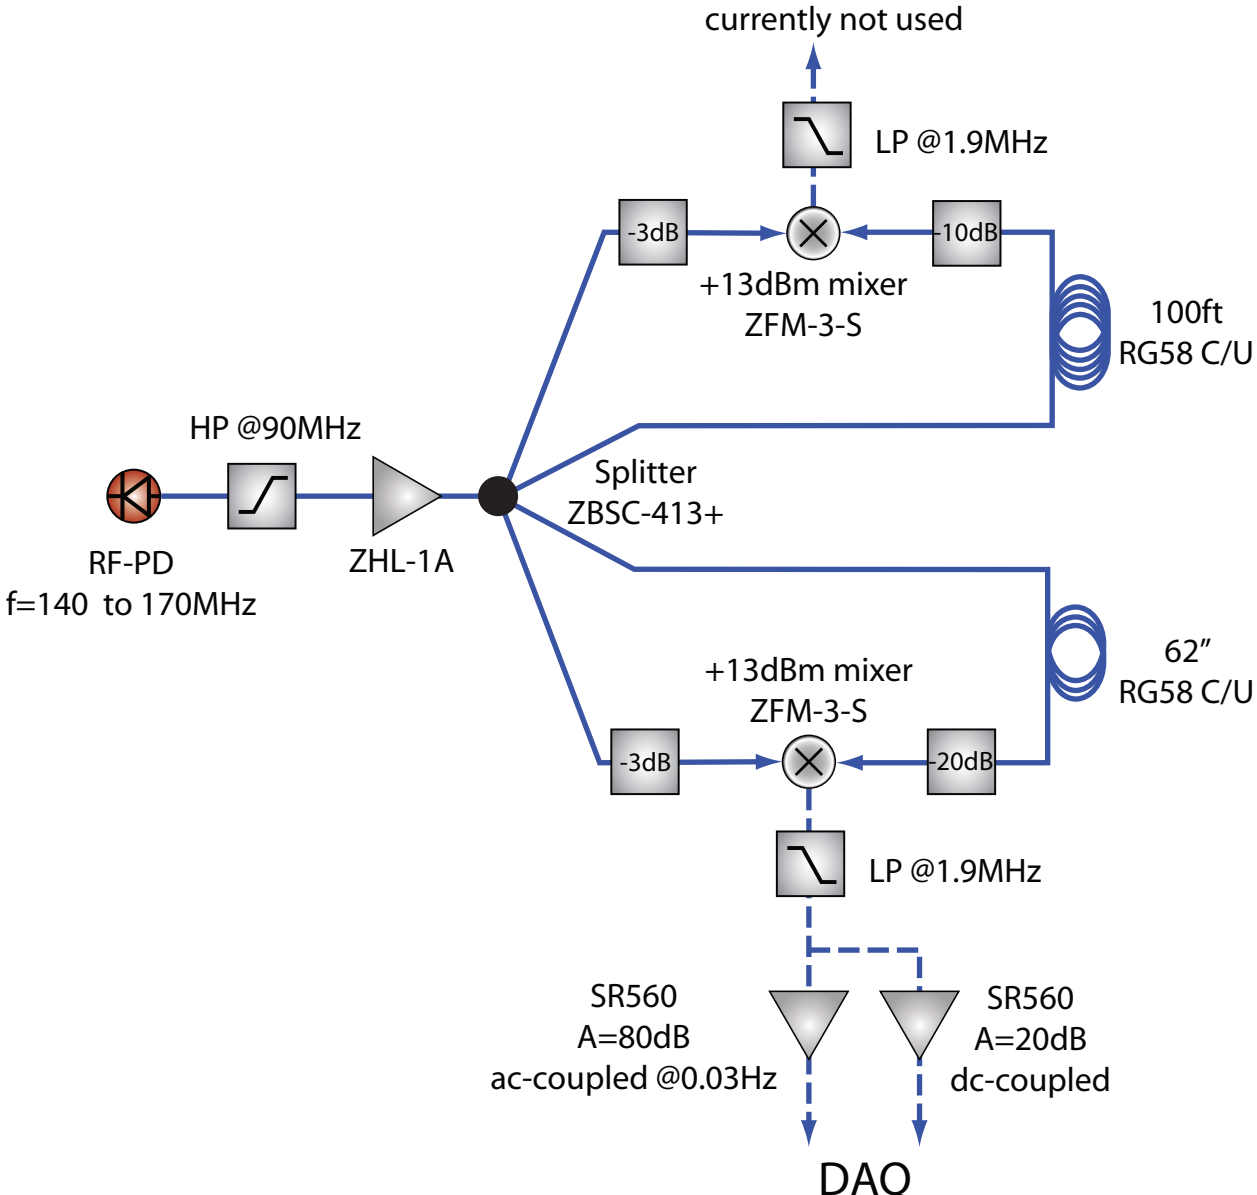 currently not used
LP @1.9MHz
-3dB
-10dB
+13dBm mixer
ZFM-3-S
100ft
RG58 C/U
HP @90MHz
Splitter
ZBSC-413+
RF-PD
f=140 to 170MHz
ZHL-1A
62”
RG58 C/U
+13dBm mixer
ZFM-3-S
-3dB
-20dB
LP @1.9MHz
SR560
A=80dB
ac-coupled @0.03Hz
SR560
A=20dB
dc-coupled
DAQ